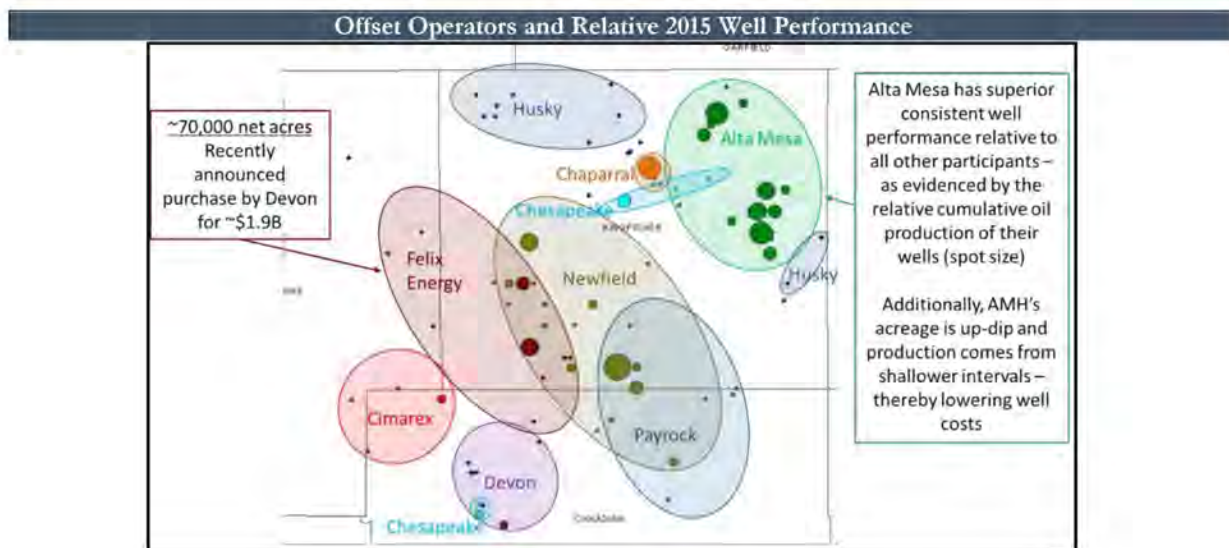 Offset Operators and Relative 2015 Well Performance
GARFIELD
Husky
Alta Mesa
~70,000 net acres
Recently
announced
purchase by Devon
for ~$1.9B
Alta Mesa has superior
consistent well
performance relative to
all other participants –
as evidenced by the
relative cumulative oil
production of their
wells (spot size)
Additionally, AMH's
acreage is up-dip and
production comes from
shallower intervals –
thereby lowering well
costs
Chaparral
Chesapeake
KINGFISHER
Felix
Energy
Newfield
Husky
Cimarex
Payrock
Devon
Chesapeake
CANADIAN